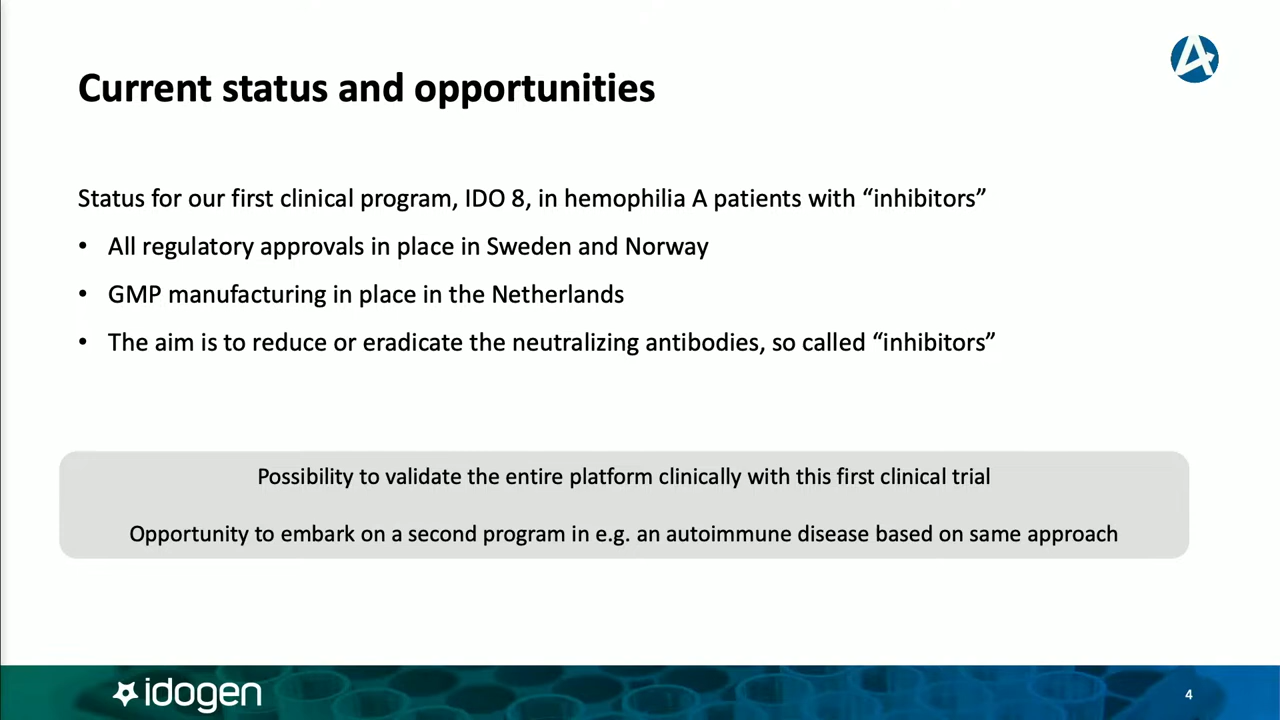 Current status and opportunities
Status for our first clinical program, IDO 8, in hemophilia A patients with “inhibitors”
• All regulatory approvals in place in Sweden and Norway
• GMP manufacturing in place in the Netherlands
• The aim is to reduce or eradicate the neutralizing antibodies, so called “inhibitors”
Possibility to validate the entire platform clinically with this first clinical trial
Opportunity to embark on a second program in e.g. an autoimmune disease based on same approach
idogen
4